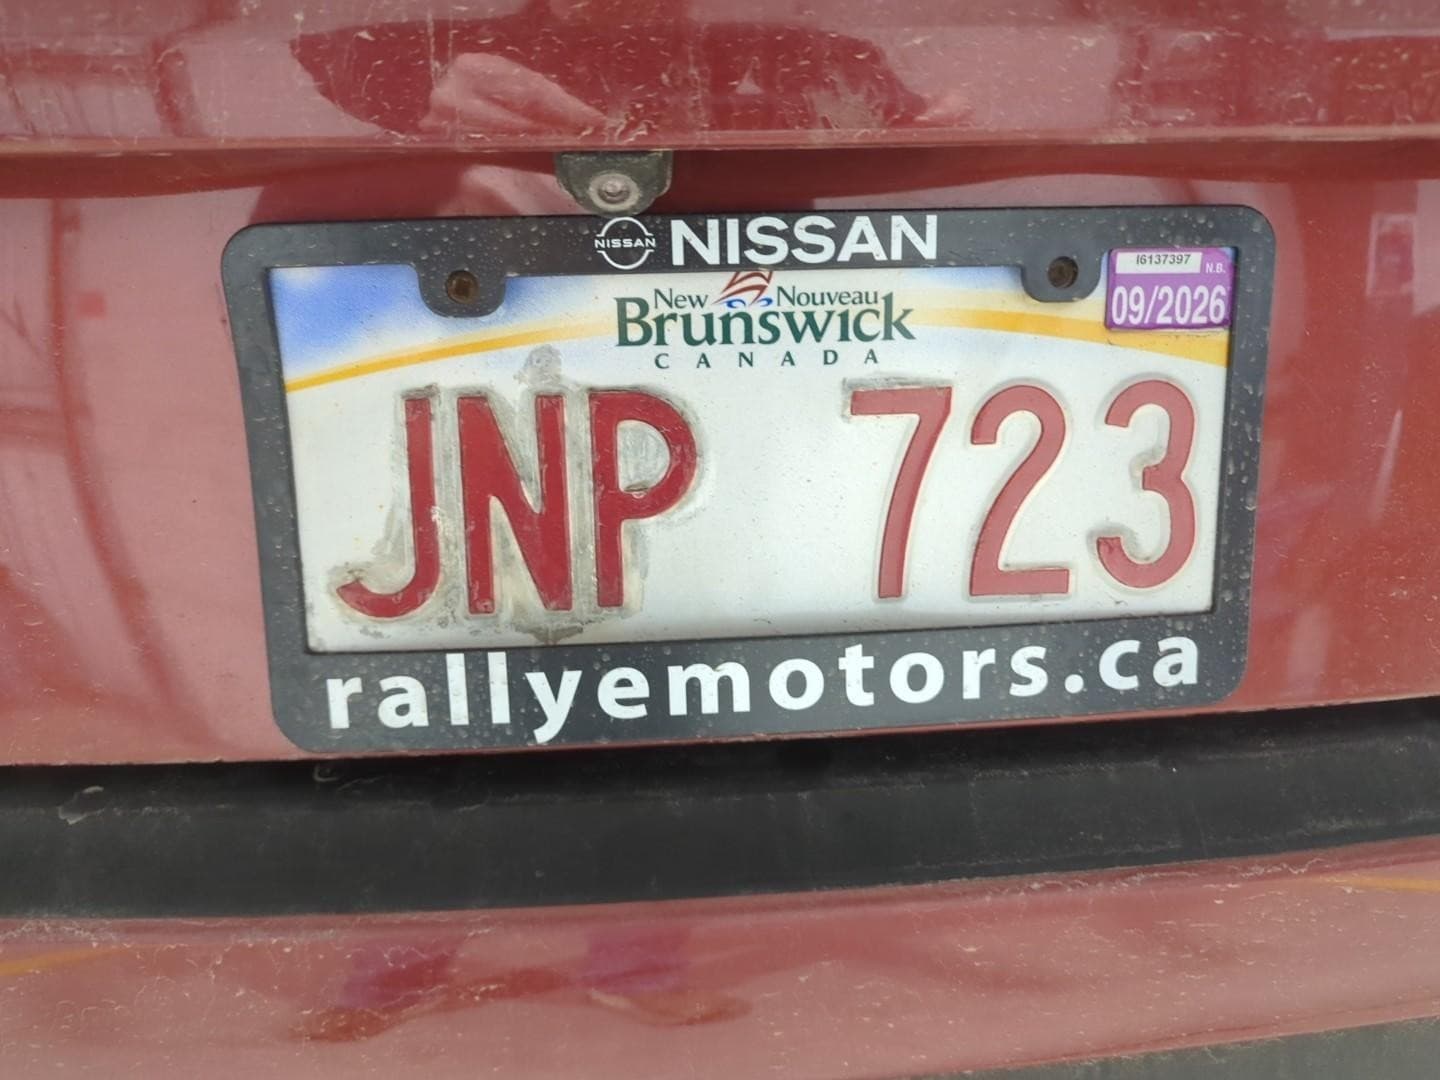 NISSAN NISSAN
I6137397
N.B.
09/2026
New Nouveau
Brunswick
CANADA
JNP 723
rallyemotors.ca